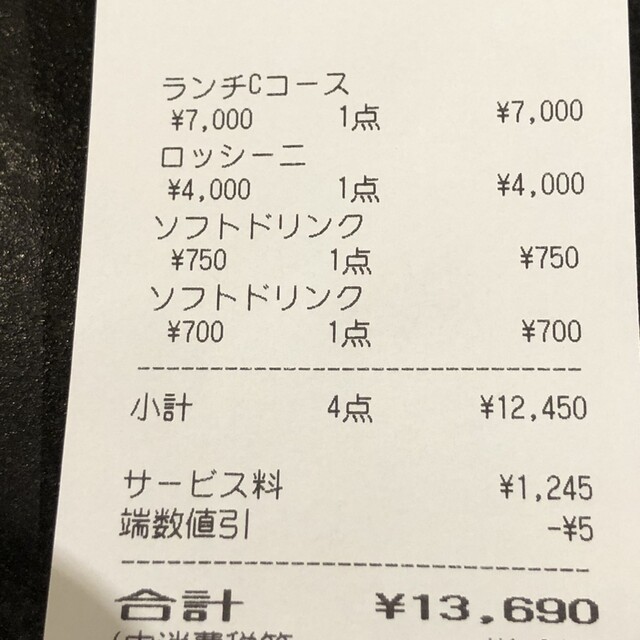 ランチCコース
¥7,000 1点 ¥7,000
ロッシーニ
¥4,000 1点 ¥4,000
ソフトドリンク
¥750 1点 ¥750
ソフトドリンク
¥700 1点 ¥700
小計 4点 ¥12,450
サービス料 ¥1,245
端数値引 -¥5
合計 ¥13,690